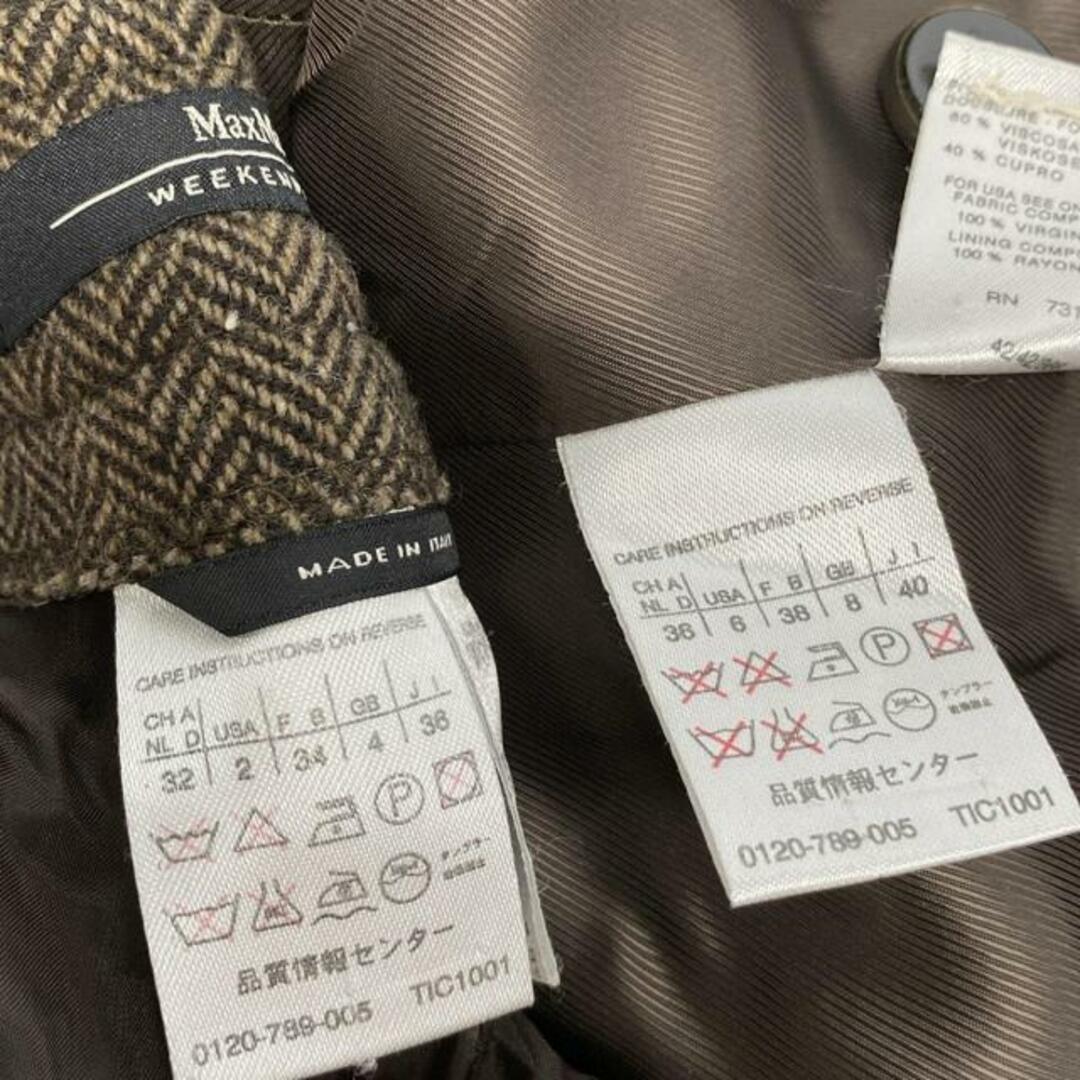 WEEKEN
MADE IN ITALY
CARE INSTRUCTIONS ON REVERSE
CH A
NL D USA F B GB J I
32 2 34 4 36
P
品質情報センター
0120-789-005 TIC1001
CARE INSTRUCTIONS ON REVERSE
CH A
NL D USA F B GB J I
36 6 38 8 40
P
タンブラー
乾燥禁止
品質情報センター
0120-789-005 TIC1001
60 % VISCOSA
VISKOSE
40 % CUPRO
FOR USA SEE ON
FABRIC COMP
100 % VIRGIN
LINING COMP
100 % RAYON
RN 731